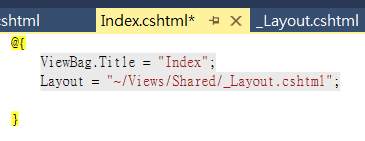 shtml
Index.cshtml*
_Layout.cshtml
@{
ViewBag.Title = "Index";
Layout = "~/Views/Shared/_Layout.cshtml";
}